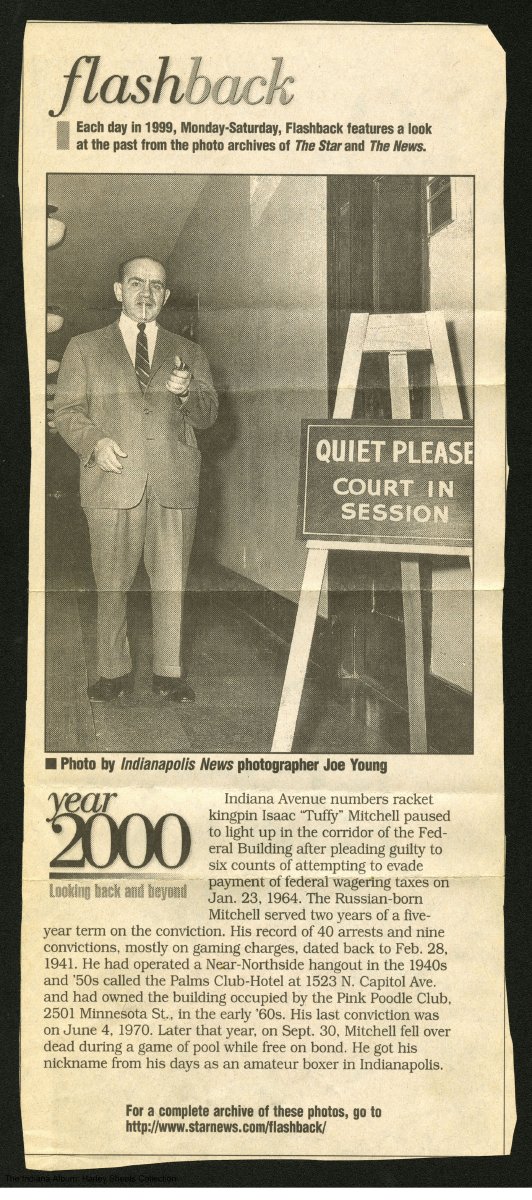 flashback
Each day in 1999, Monday-Saturday, Flashback features a look
at the past from the photo archives of The Star and The News.
QUIET PLEASE
COURT IN
SESSION
■ Photo by Indianapolis News photographer Joe Young
year
2000
Looking back and beyond
Indiana Avenue numbers racket
kingpin Isaac “Tuffy” Mitchell paused
to light up in the corridor of the Fed-
eral Building after pleading guilty to
six counts of attempting to evade
payment of federal wagering taxes on
Jan. 23, 1964. The Russian-born
Mitchell served two years of a five-
year term on the conviction. His record of 40 arrests and nine
convictions, mostly on gaming charges, dated back to Feb. 28,
1941. He had operated a Near-Northside hangout in the 1940s
and ’50s called the Palms Club-Hotel at 1523 N. Capitol Ave.
and had owned the building occupied by the Pink Poodle Club,
2501 Minnesota St., in the early ’60s. His last conviction was
on June 4, 1970. Later that year, on Sept. 30, Mitchell fell over
dead during a game of pool while free on bond. He got his
nickname from his days as an amateur boxer in Indianapolis.
For a complete archive of these photos, go to
http://www.starnews.com/flashback/
The Indiana Album: Harley Sheets Collection